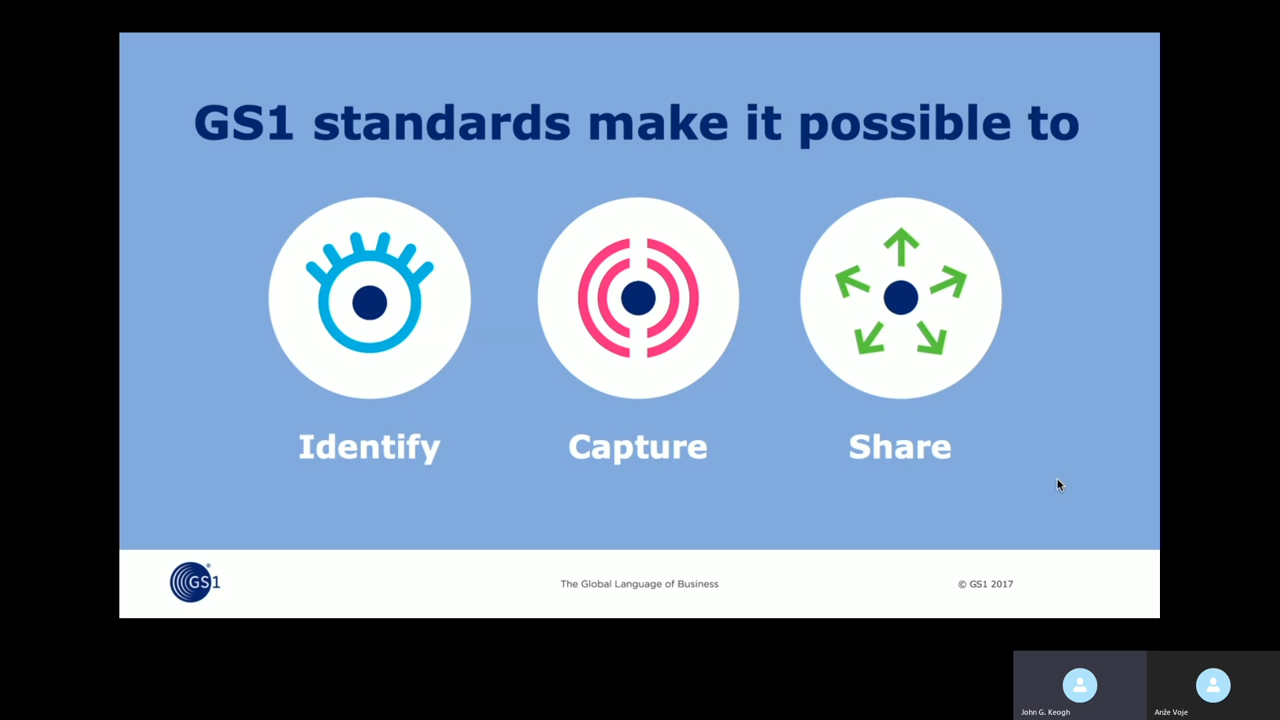 GS1 standards make it possible to
Identify
Capture
Share
GS1
®
The Global Language of Business
© GS1 2017
John G. Keogh
Anže Voje